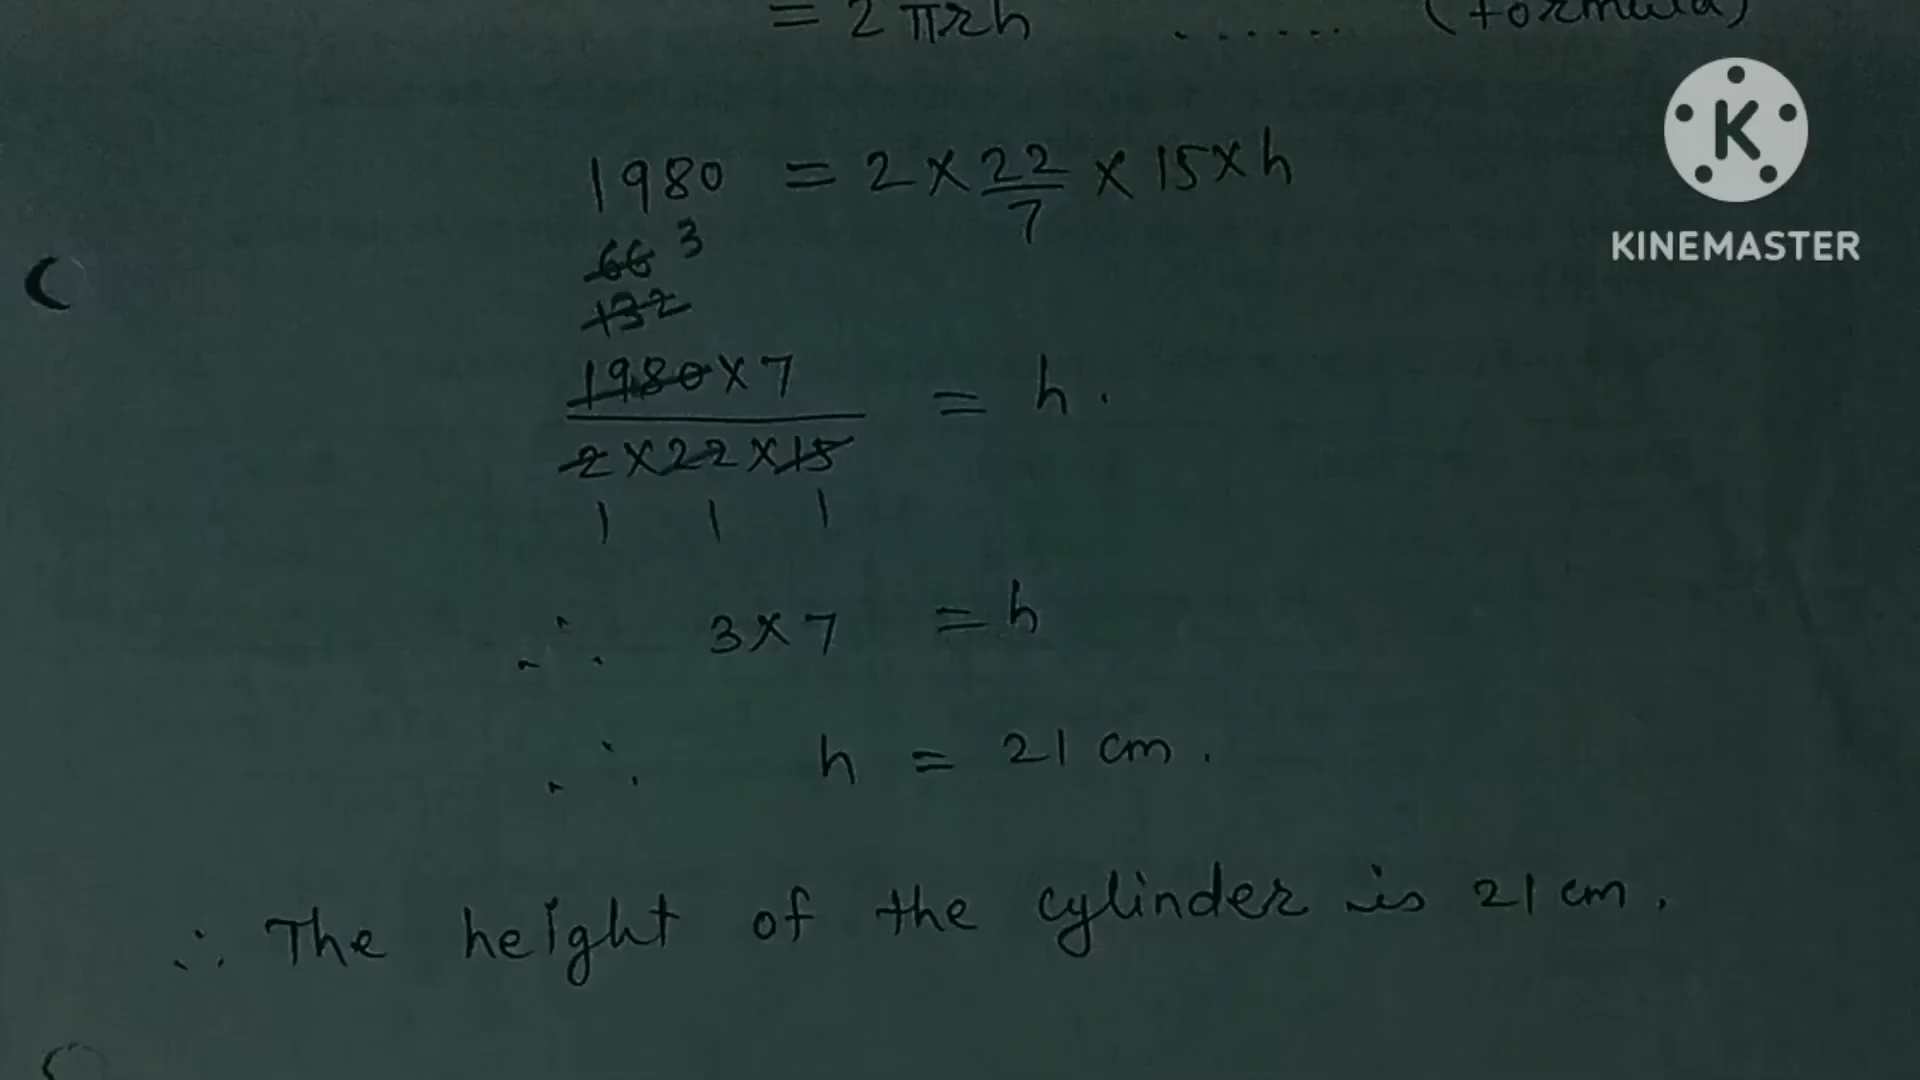 = 2πrh ...... (formula)
K
KINEMASTER
1980 = 2 × 22/7 × 15 × h
66 3
132
1980 × 7 / 2 × 22 × 15 = h .
1 1 1
∴ 3 × 7 = h
∴ h = 21 cm .
∴ The height of the cylinder is 21 cm .